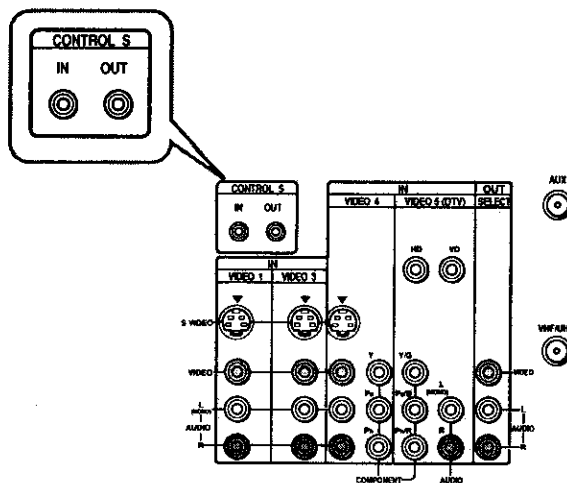 CONTROL S
IN OUT
CONTROL S
IN OUT
IN OUT
VIDEO 4 VIDEO 5 (DTV) SELECT
AUX
HD VD
IN
VIDEO 1 VIDEO 3
S VIDEO
VHF/UHF
VIDEO Y Y/G VIDEO
L (MONO) PB PB/B L (MONO) L
AUDIO AUDIO
R PR PR/R R R
COMPONENT AUDIO